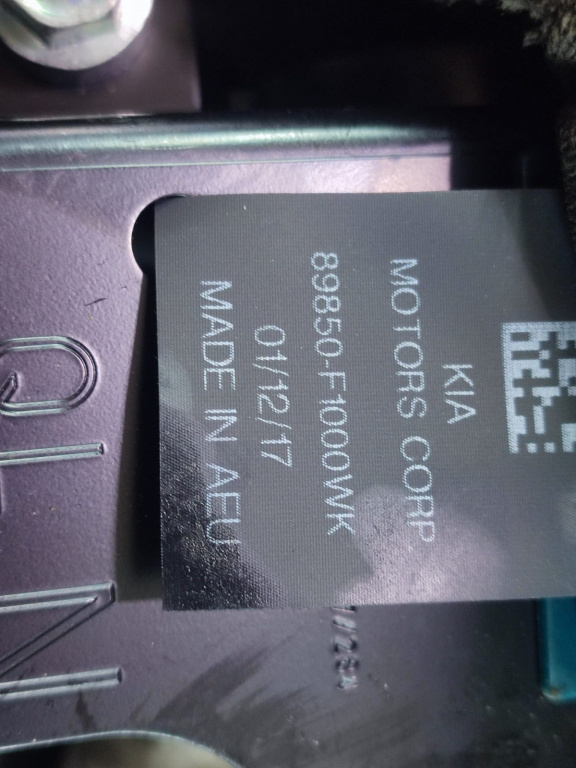 KIA
MOTORS CORP
89850-F1000WK
01/12/17
MADE IN AEU